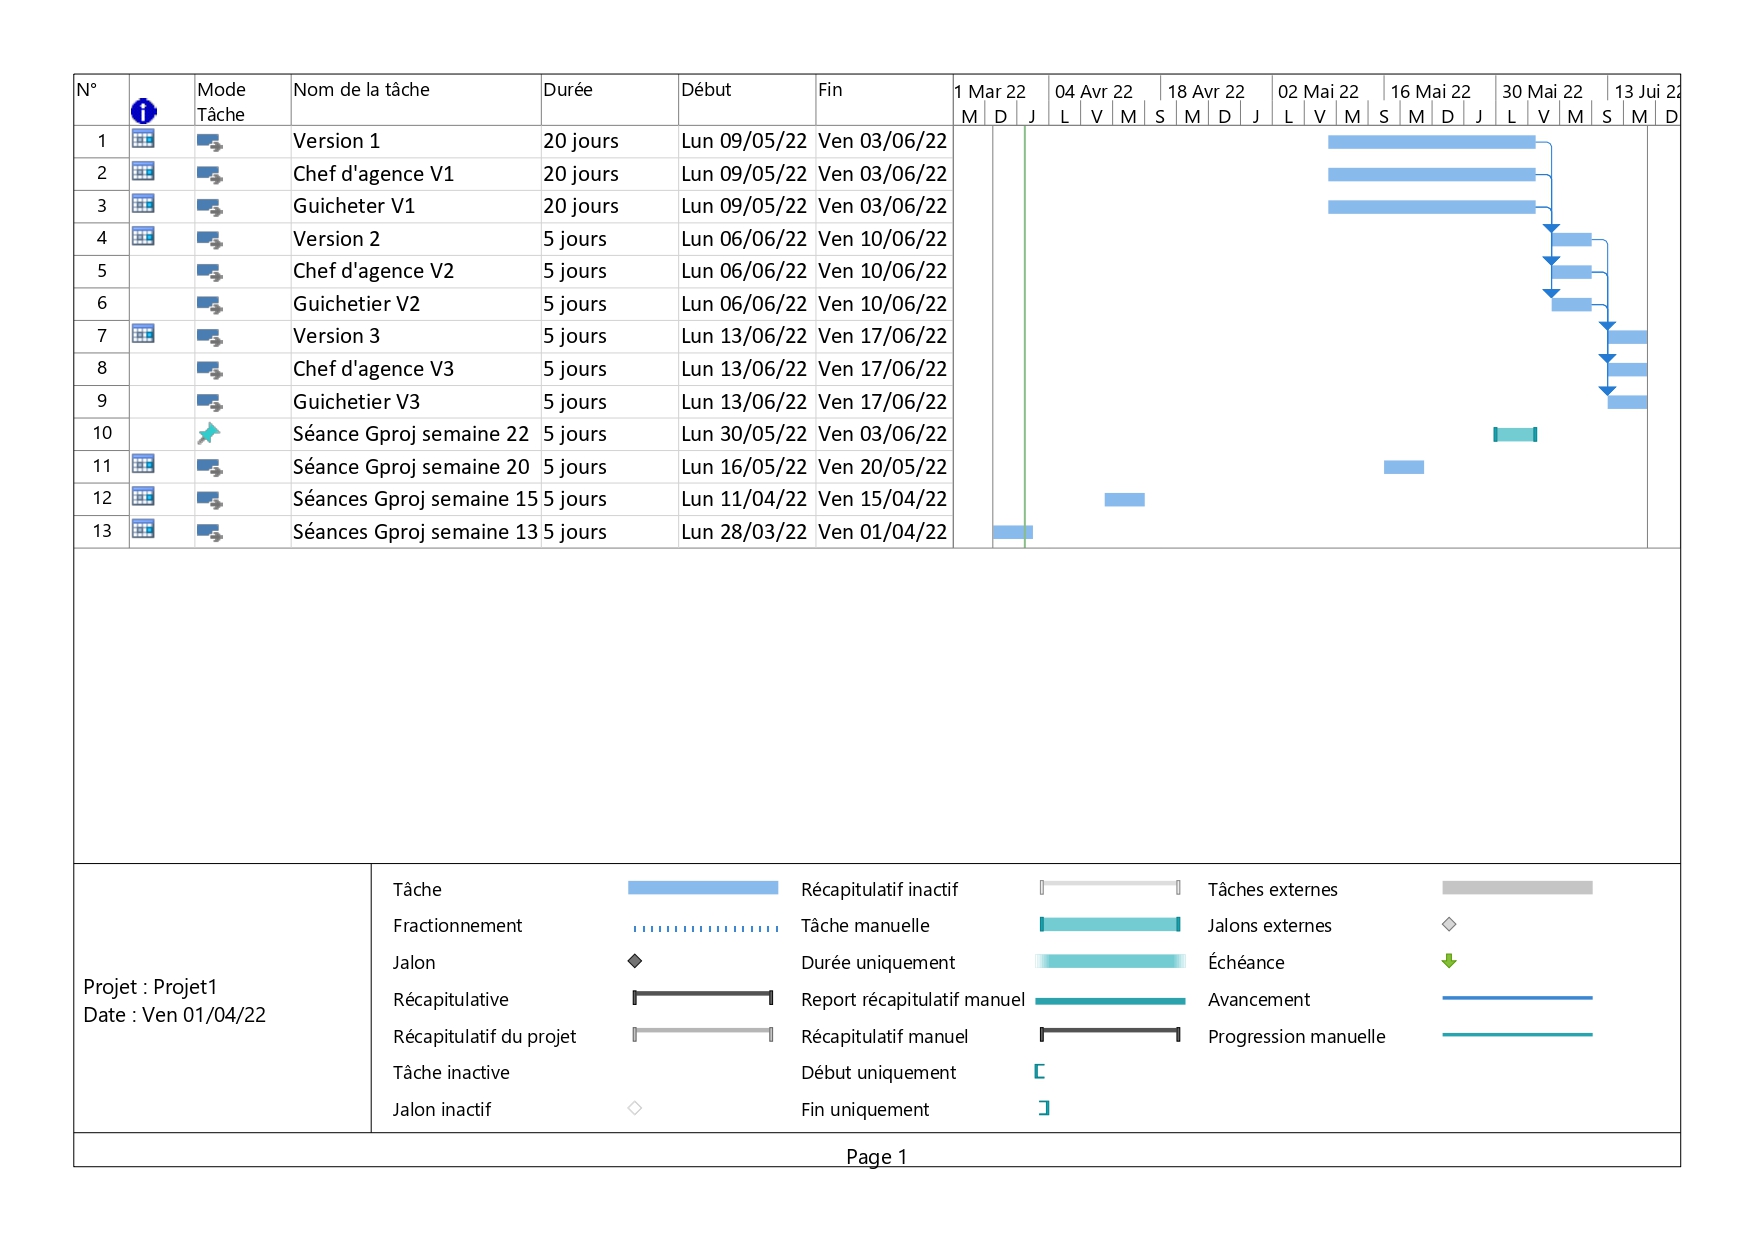 N° Mode Tâche Nom de la tâche Durée Début Fin
1 Mar 22 04 Avr 22 18 Avr 22 02 Mai 22 16 Mai 22 30 Mai 22 13 Jui 22
M D J L V M S M D J L V M S M D J L V M S M D
1 Version 1 20 jours Lun 09/05/22 Ven 03/06/22
2 Chef d'agence V1 20 jours Lun 09/05/22 Ven 03/06/22
3 Guicheter V1 20 jours Lun 09/05/22 Ven 03/06/22
4 Version 2 5 jours Lun 06/06/22 Ven 10/06/22
5 Chef d'agence V2 5 jours Lun 06/06/22 Ven 10/06/22
6 Guichetier V2 5 jours Lun 06/06/22 Ven 10/06/22
7 Version 3 5 jours Lun 13/06/22 Ven 17/06/22
8 Chef d'agence V3 5 jours Lun 13/06/22 Ven 17/06/22
9 Guichetier V3 5 jours Lun 13/06/22 Ven 17/06/22
10 Séance Gproj semaine 22 5 jours Lun 30/05/22 Ven 03/06/22
11 Séance Gproj semaine 20 5 jours Lun 16/05/22 Ven 20/05/22
12 Séances Gproj semaine 15 5 jours Lun 11/04/22 Ven 15/04/22
13 Séances Gproj semaine 13 5 jours Lun 28/03/22 Ven 01/04/22
Projet : Projet1
Date : Ven 01/04/22
Tâche
Fractionnement
Jalon
Récapitulative
Récapitulatif du projet
Tâche inactive
Jalon inactif
Récapitulatif inactif
Tâche manuelle
Durée uniquement
Report récapitulatif manuel
Récapitulatif manuel
Début uniquement
Fin uniquement
Tâches externes
Jalons externes
Échéance
Avancement
Progression manuelle
Page 1